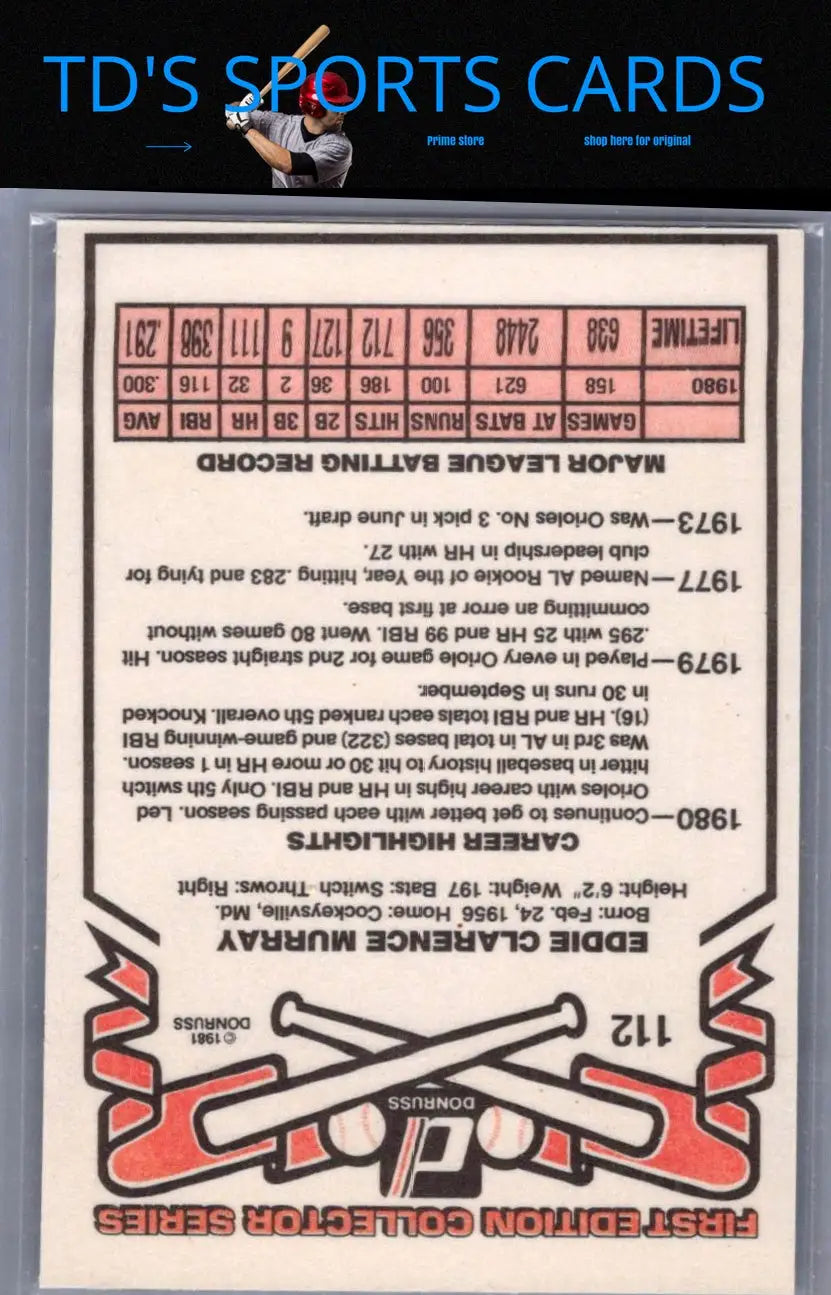 TD'S SPORTS CARDS
Prime store
shop here for original
FIRST EDITION COLLECTOR SERIES
DONRUSS
112
© 1981
DONRUSS
EDDIE CLARENCE MURRAY
Born: Feb. 24, 1956 Home: Cockeysville, Md.
Height: 6'2" Weight: 197 Bats: Switch Throws: Right
CAREER HIGHLIGHTS
1980—Continues to get better with each passing season. Led
Orioles with career highs in HR and RBI. Only 5th switch
hitter in baseball history to hit 30 or more HR in 1 season.
Was 3rd in AL in total bases (322) and game-winning RBI
(16). HR and RBI totals each ranked 5th overall. Knocked
in 30 runs in September.
1979—Played in every Oriole game for 2nd straight season. Hit
.295 with 25 HR and 99 RBI. Went 80 games without
committing an error at first base.
1977—Named AL Rookie of the Year, hitting .283 and tying for
club leadership in HR with 27.
1973—Was Orioles No. 3 pick in June draft.
MAJOR LEAGUE BATTING RECORD
GAMES AT BATS RUNS HITS 2B 3B HR RBI AVG
1980 158 621 100 186 36 2 32 116 .300
LIFETIME 638 2448 356 712 127 9 111 398 .291